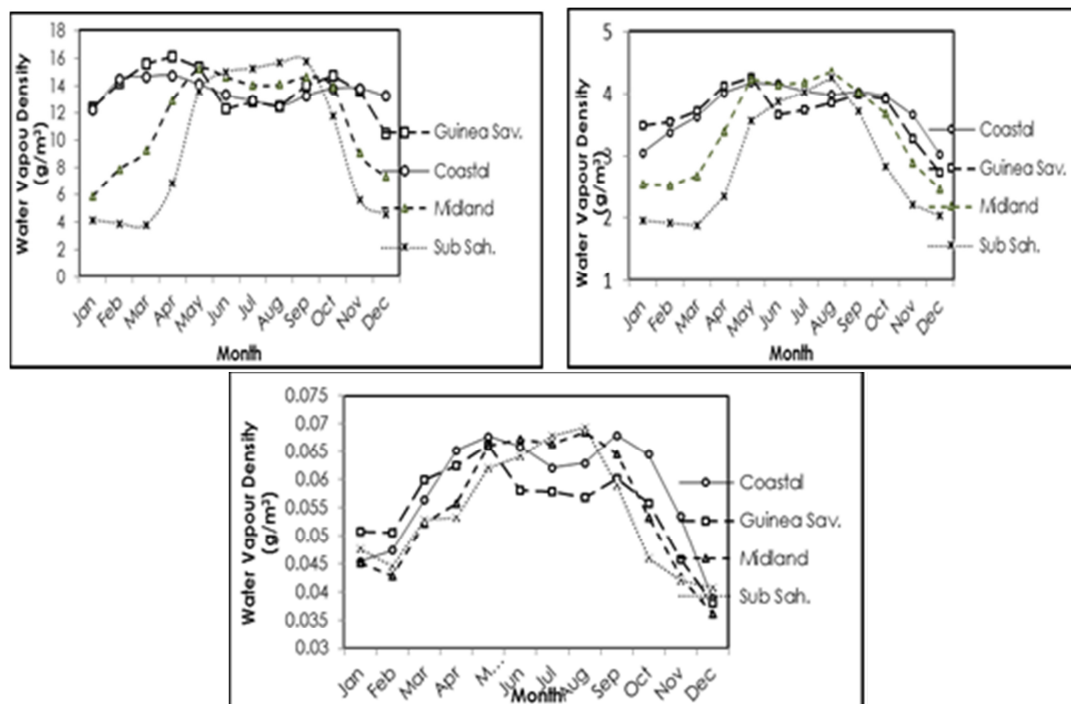 Water Vapou Density
(g/m³)
18
16
14
12
10
8
6
4
2
0
Jan
Feb
Mar
Apr
May
Jun
Jul
Aug
Sep
Oct
Nov
Dec
Month
Guinea Sav.
Coastal
Midland
Sub Sah.
Water Vapour Density
(g/m³)
5
4
3
2
1
Jan
Feb
Mar
Apr
May
Jun
Jul
Aug
Sep
Oct
Nov
Dec
Month
Coastal
Guinea Sav.
Midland
Sub Sah.
Water Vapour Density
(g/m³)
0.075
0.07
0.065
0.06
0.055
0.05
0.045
0.04
0.035
0.03
Jan
Feb
Mar
Apr
M...
Jun
Jul
Aug
Sep
Oct
Nov
Dec
Month
Coastal
Guinea Sav.
Midland
Sub Sah.